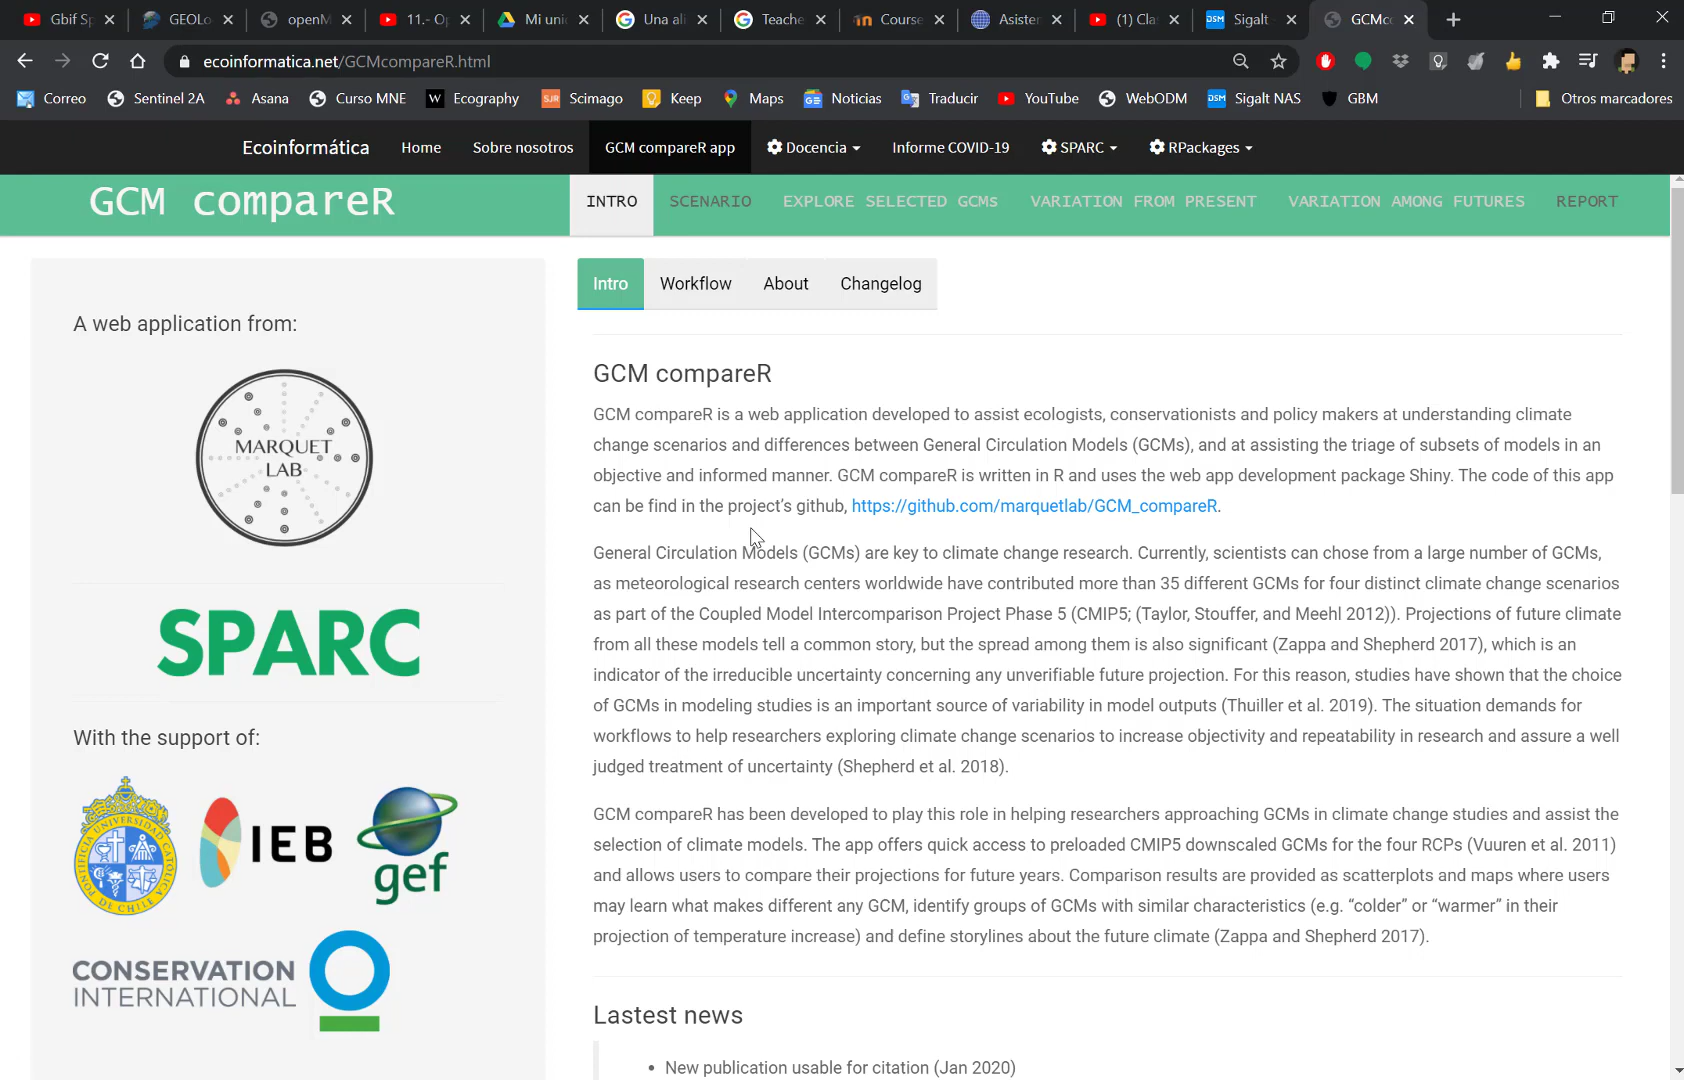 Gbif Sp
GEOLo
openM
11.- Op
Mi unic
Una ali
Teache
Course
Asister
(1) Cla
Sigalt
GCMco
ecoinformatica.net/GCMcompareR.html
Correo
Sentinel 2A
Asana
Curso MNE
Ecography
Scimago
Keep
Maps
Noticias
Traducir
YouTube
WebODM
Sigalt NAS
GBM
Otros marcadores
Ecoinformática
Home
Sobre nosotros
GCM compareR app
Docencia
Informe COVID-19
SPARC
RPackages
GCM compareR
INTRO
SCENARIO
EXPLORE SELECTED GCMs
VARIATION FROM PRESENT
VARIATION AMONG FUTURES
REPORT
A web application from:
MARQUET
LAB
SPARC
With the support of:
PONTIFICIA UNIVERSIDAD CATOLICA DE CHILE
IEB
gef
CONSERVATION
INTERNATIONAL
Intro
Workflow
About
Changelog
GCM compareR
GCM compareR is a web application developed to assist ecologists, conservationists and policy makers at understanding climate
change scenarios and differences between General Circulation Models (GCMs), and at assisting the triage of subsets of models in an
objective and informed manner. GCM compareR is written in R and uses the web app development package Shiny. The code of this app
can be find in the project’s github, https://github.com/marquetlab/GCM_compareR.
General Circulation Models (GCMs) are key to climate change research. Currently, scientists can chose from a large number of GCMs,
as meteorological research centers worldwide have contributed more than 35 different GCMs for four distinct climate change scenarios
as part of the Coupled Model Intercomparison Project Phase 5 (CMIP5; (Taylor, Stouffer, and Meehl 2012)). Projections of future climate
from all these models tell a common story, but the spread among them is also significant (Zappa and Shepherd 2017), which is an
indicator of the irreducible uncertainty concerning any unverifiable future projection. For this reason, studies have shown that the choice
of GCMs in modeling studies is an important source of variability in model outputs (Thuiller et al. 2019). The situation demands for
workflows to help researchers exploring climate change scenarios to increase objectivity and repeatability in research and assure a well
judged treatment of uncertainty (Shepherd et al. 2018).
GCM compareR has been developed to play this role in helping researchers approaching GCMs in climate change studies and assist the
selection of climate models. The app offers quick access to preloaded CMIP5 downscaled GCMs for the four RCPs (Vuuren et al. 2011)
and allows users to compare their projections for future years. Comparison results are provided as scatterplots and maps where users
may learn what makes different any GCM, identify groups of GCMs with similar characteristics (e.g. “colder” or “warmer” in their
projection of temperature increase) and define storylines about the future climate (Zappa and Shepherd 2017).
Lastest news
• New publication usable for citation (Jan 2020)